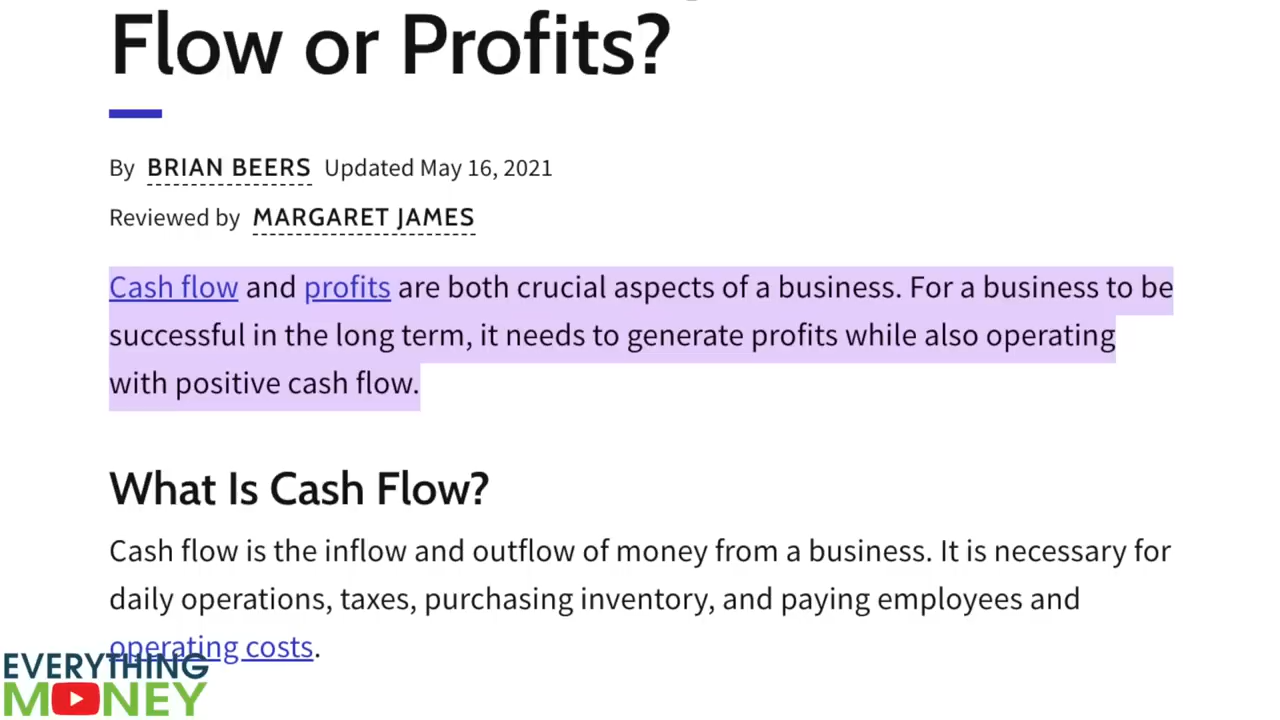 Flow or Profits?
By BRIAN BEERS Updated May 16, 2021
Reviewed by MARGARET JAMES
Cash flow and profits are both crucial aspects of a business. For a business to be
successful in the long term, it needs to generate profits while also operating
with positive cash flow.
What Is Cash Flow?
Cash flow is the inflow and outflow of money from a business. It is necessary for
daily operations, taxes, purchasing inventory, and paying employees and
operating costs.
EVERYTHING
MONEY